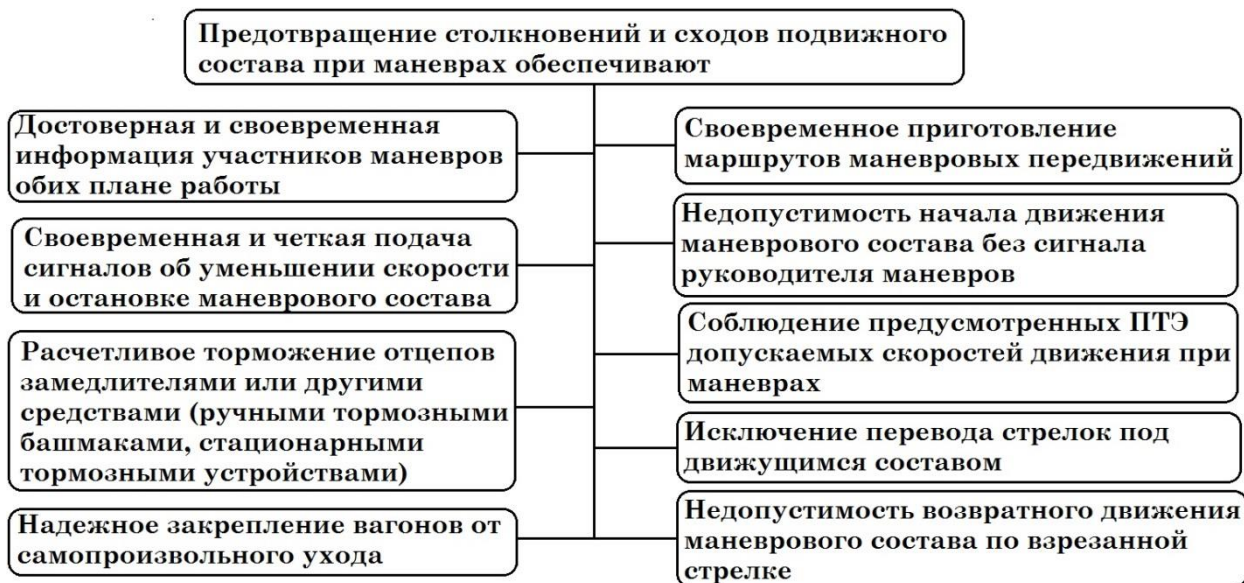 Предотвращение столкновений и сходов подвижного
состава при маневрах обеспечивают
Достоверная и своевременная
информация участников маневров
обих плане работы
Своевременная и четкая подача
сигналов об уменьшении скорости
и остановке маневрового состава
Расчетливое торможение отцепов
замедлителями или другими
средствами (ручными тормозными
башмаками, стационарными
тормозными устройствами)
Надежное закрепление вагонов от
самопроизвольного ухода
Своевременное приготовление
маршрутов маневровых передвижений
Недопустимость начала движения
маневрового состава без сигнала
руководителя маневров
Соблюдение предусмотренных ПТЭ
допускаемых скоростей движения при
маневрах
Исключение перевода стрелок под
движущимся составом
Недопустимость возвратного движения
маневрового состава по взрезанной
стрелке